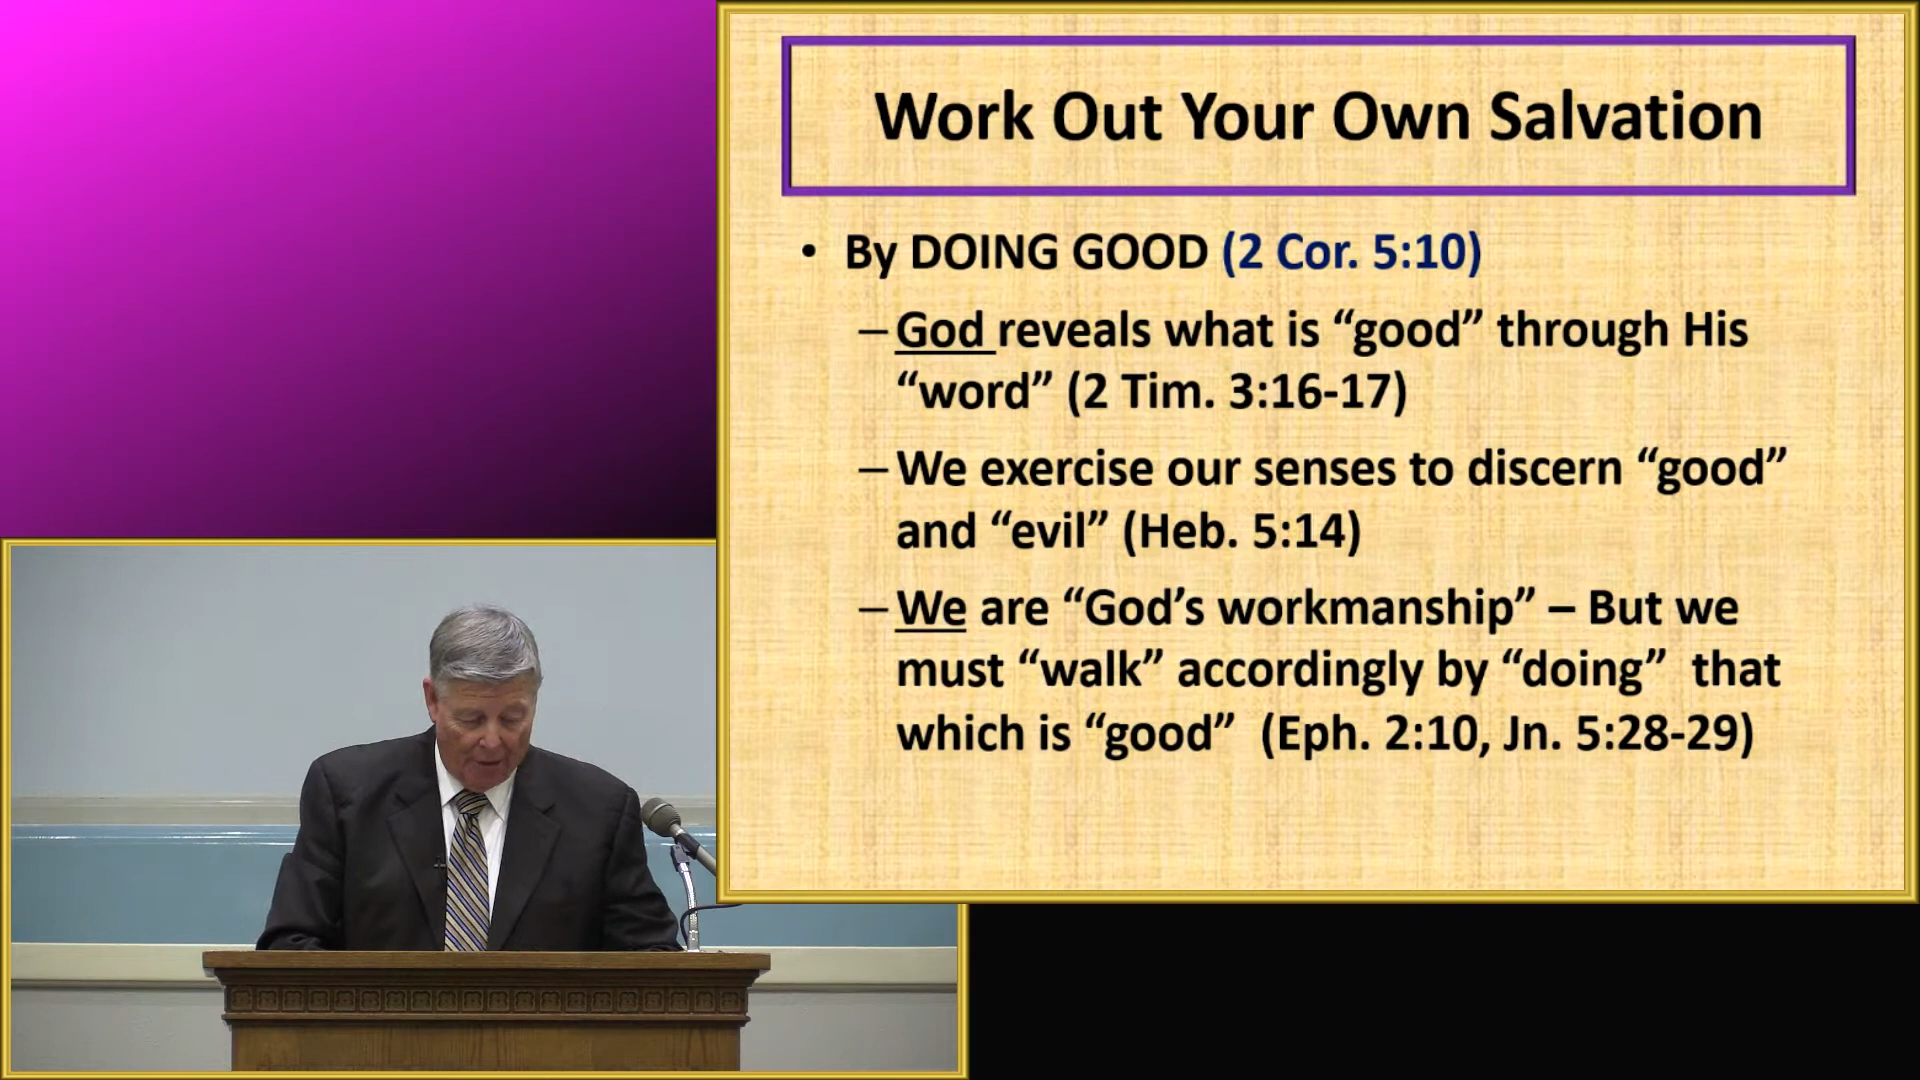 Work Out Your Own Salvation
• By DOING GOOD (2 Cor. 5:10)
– God reveals what is “good” through His
“word” (2 Tim. 3:16-17)
– We exercise our senses to discern “good”
and “evil” (Heb. 5:14)
– We are “God’s workmanship” – But we
must “walk” accordingly by “doing” that
which is “good” (Eph. 2:10, Jn. 5:28-29)